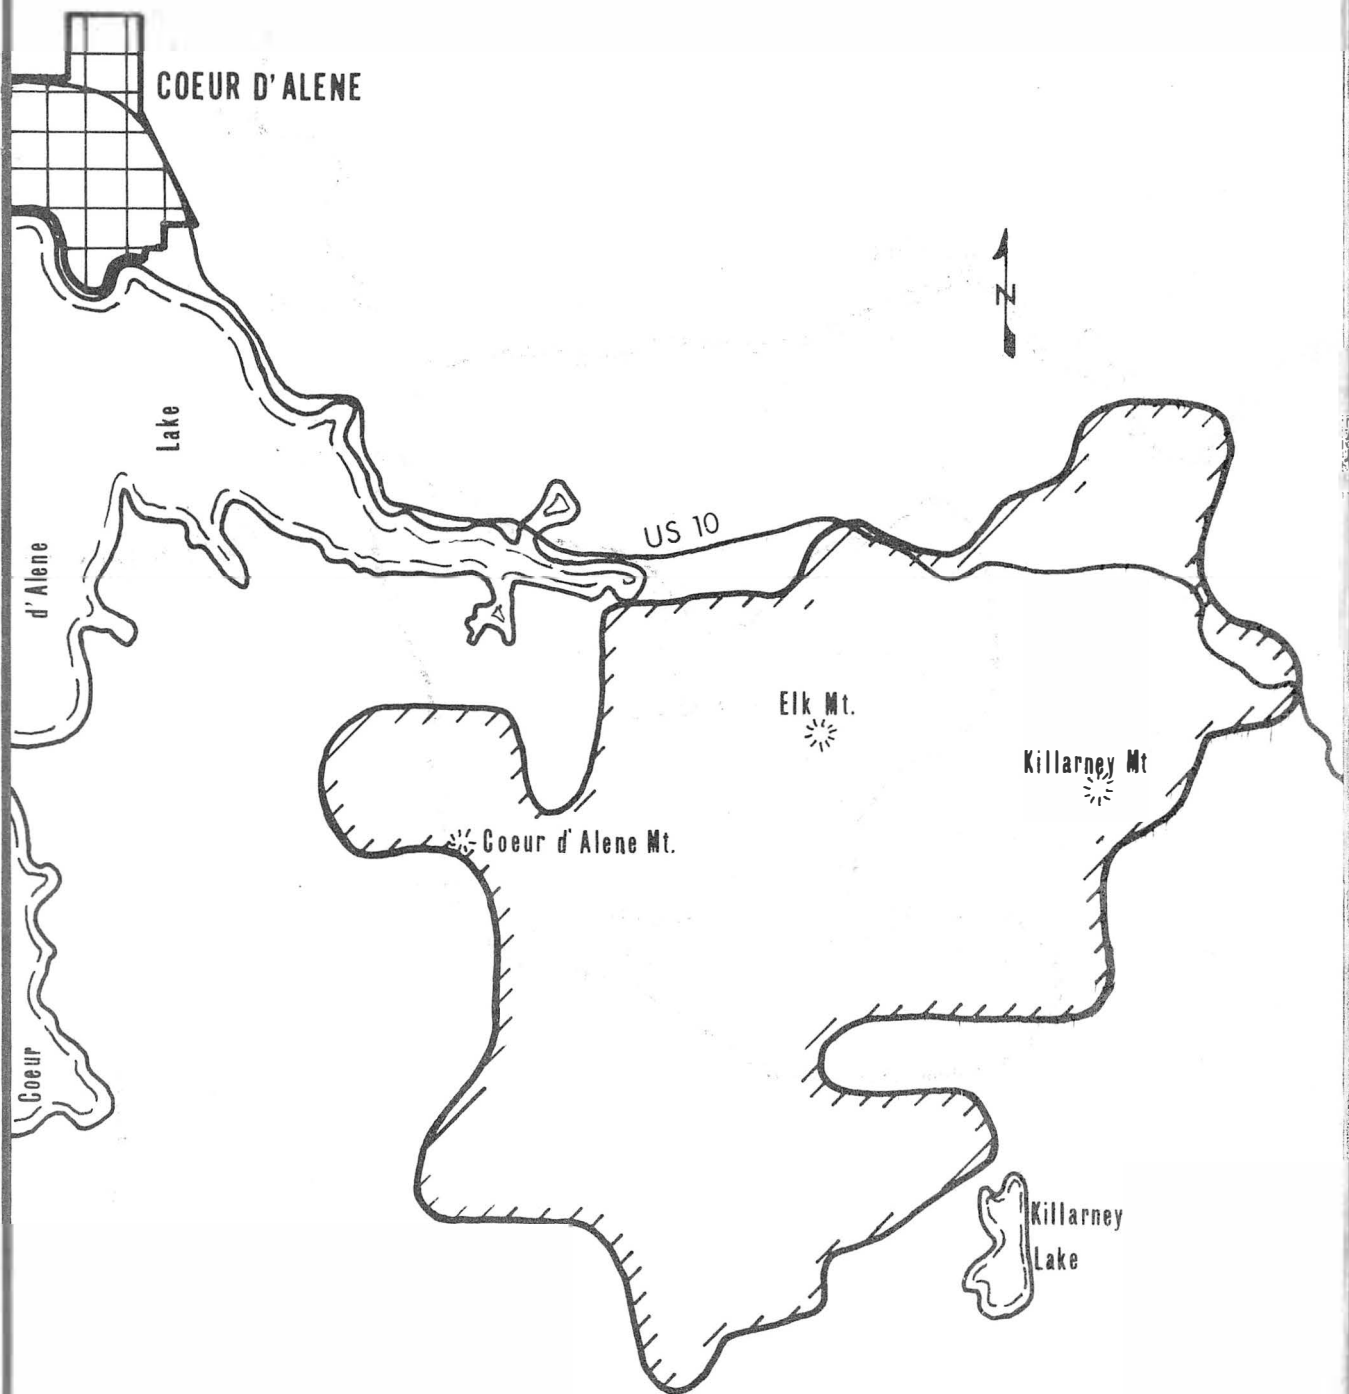 COEUR D'ALENE
N
Lake
US 10
d'Alene
Elk Mt.
Killarney Mt
Coeur d'Alene Mt.
Coeur
Killarney
Lake